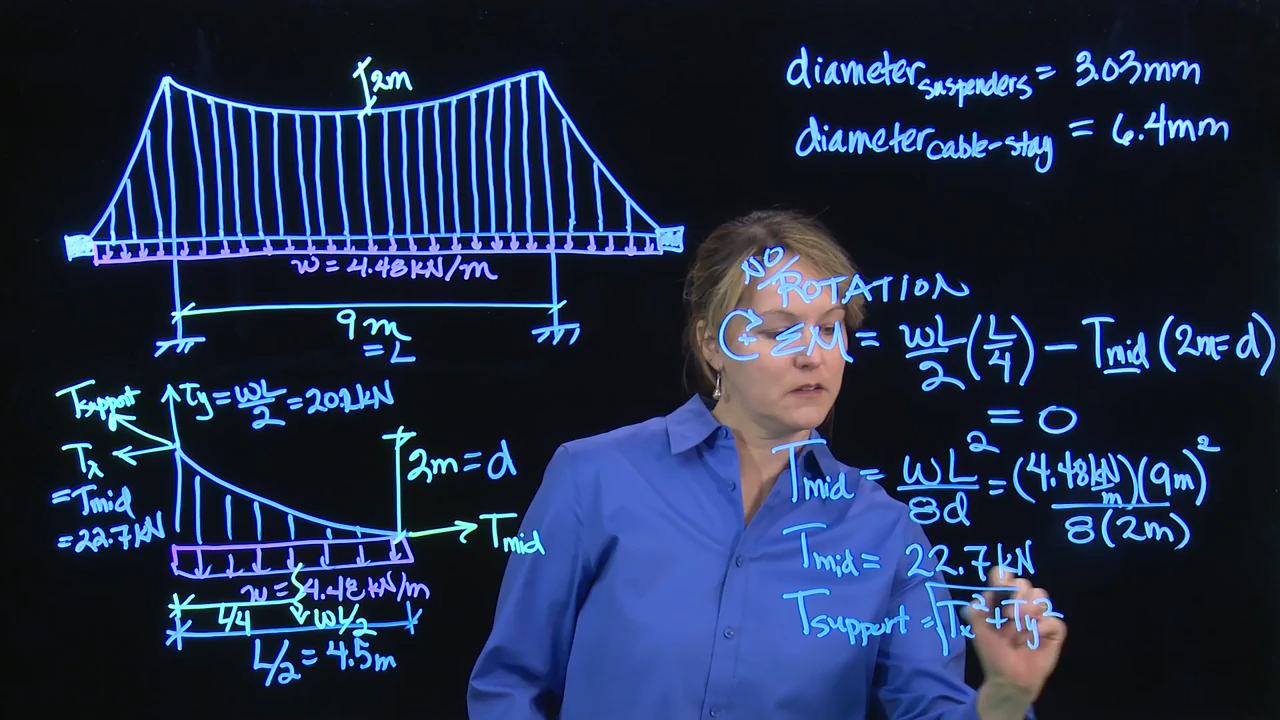 2m
w = 4.48kN/m
9m
= L
diameter suspenders = 3.03mm
diameter cable-stay = 6.4mm
Tsupport
Ty = wL/2 = 20.2kN
Tx
= Tmid
= 22.7kN
2m = d
Tmid
w = 4.48kN/m
L/4
wL/2
L/2 = 4.5m
NO ROTATION
+ ΣM = wL/2 (L/4) - Tmid (2m = d)
= 0
Tmid = wL²/8d = (4.48kN/m)(9m)²/8(2m)
Tmid = 22.7kN
Tsupport = √Tx² + Ty²